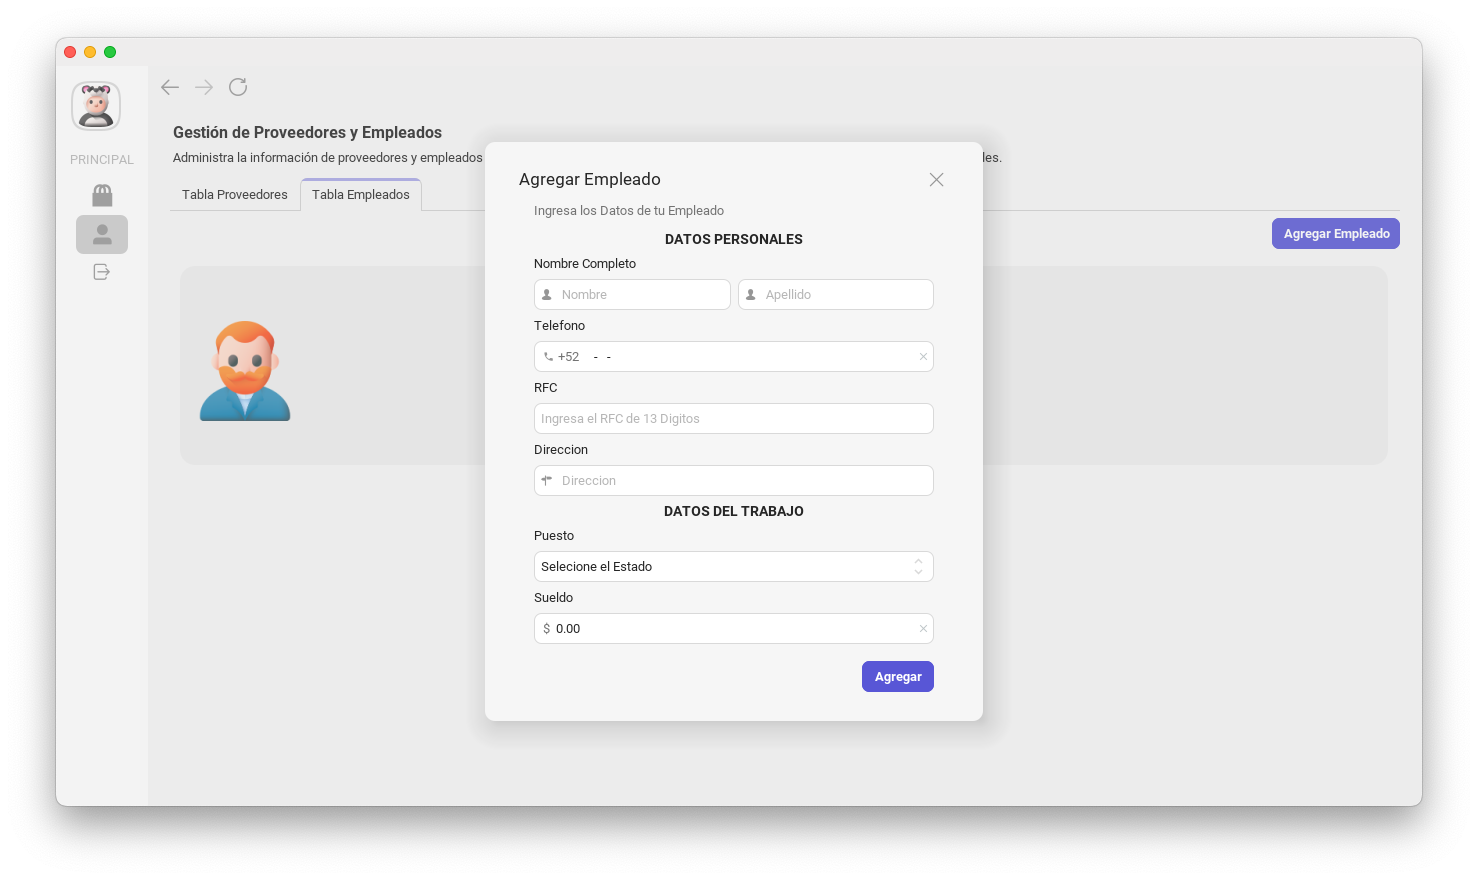 PRINCIPAL
Gestión de Proveedores y Empleados
Administra la información de proveedores y empleados
les.
Tabla Proveedores
Tabla Empleados
Agregar Empleado
Agregar Empleado
Ingresa los Datos de tu Empleado
DATOS PERSONALES
Nombre Completo
Nombre
Apellido
Telefono
+52 - -
RFC
Ingresa el RFC de 13 Digitos
Direccion
Direccion
DATOS DEL TRABAJO
Puesto
Selecione el Estado
Sueldo
$ 0.00
Agregar